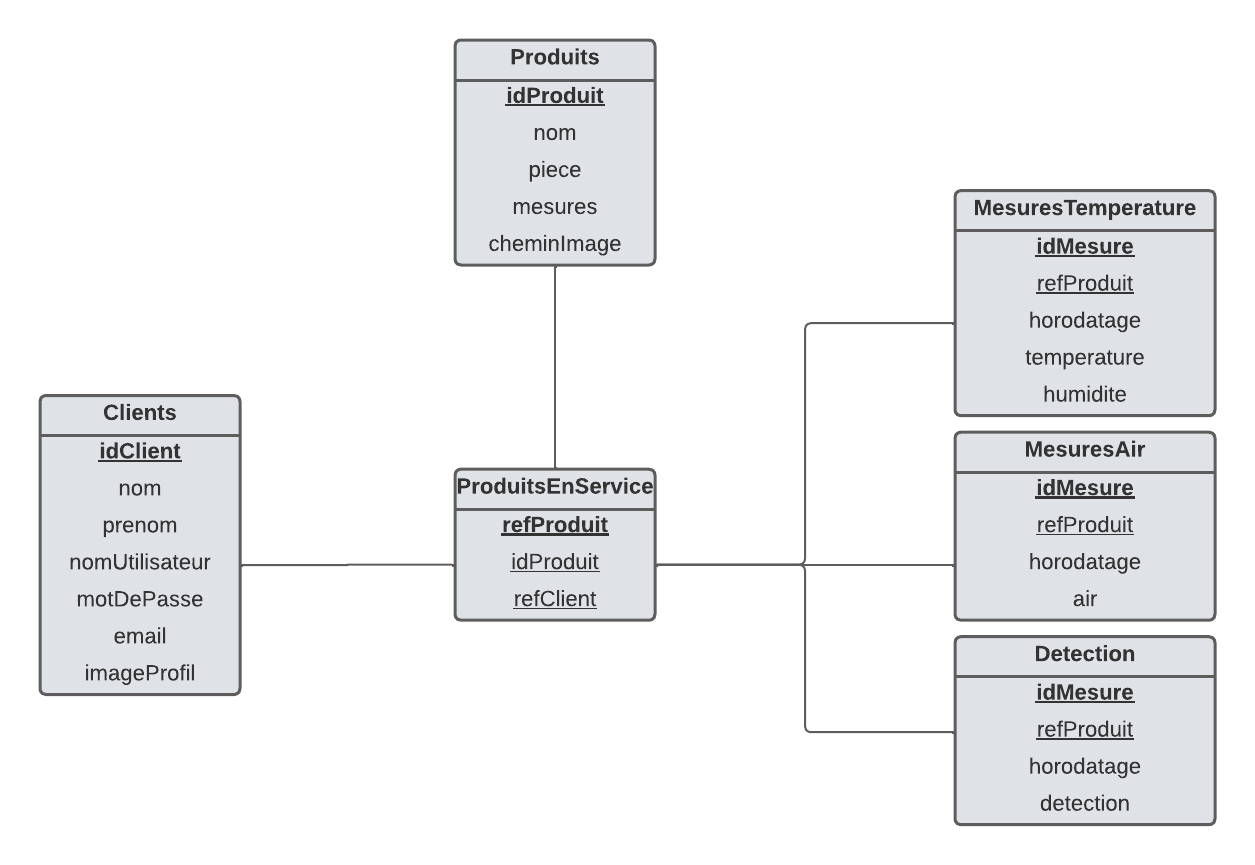 Produits
idProduit
nom
piece
mesures
cheminImage
MesuresTemperature
idMesure
refProduit
horodatage
temperature
humidite
Clients
idClient
nom
prenom
nomUtilisateur
motDePasse
email
imageProfil
ProduitsEnService
refProduit
idProduit
refClient
MesuresAir
idMesure
refProduit
horodatage
air
Detection
idMesure
refProduit
horodatage
detection